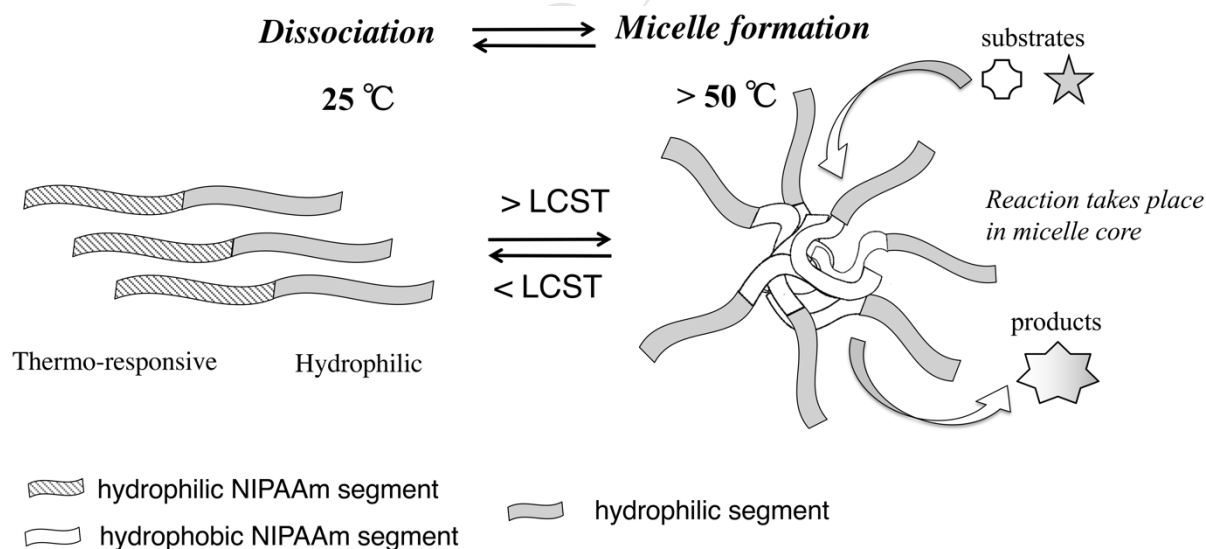 Dissociation
Micelle formation
substrates
25 ℃
> 50 ℃
> LCST
< LCST
Reaction takes place
in micelle core
products
Thermo-responsive
Hydrophilic
hydrophilic NIPAAm segment
hydrophobic NIPAAm segment
hydrophilic segment